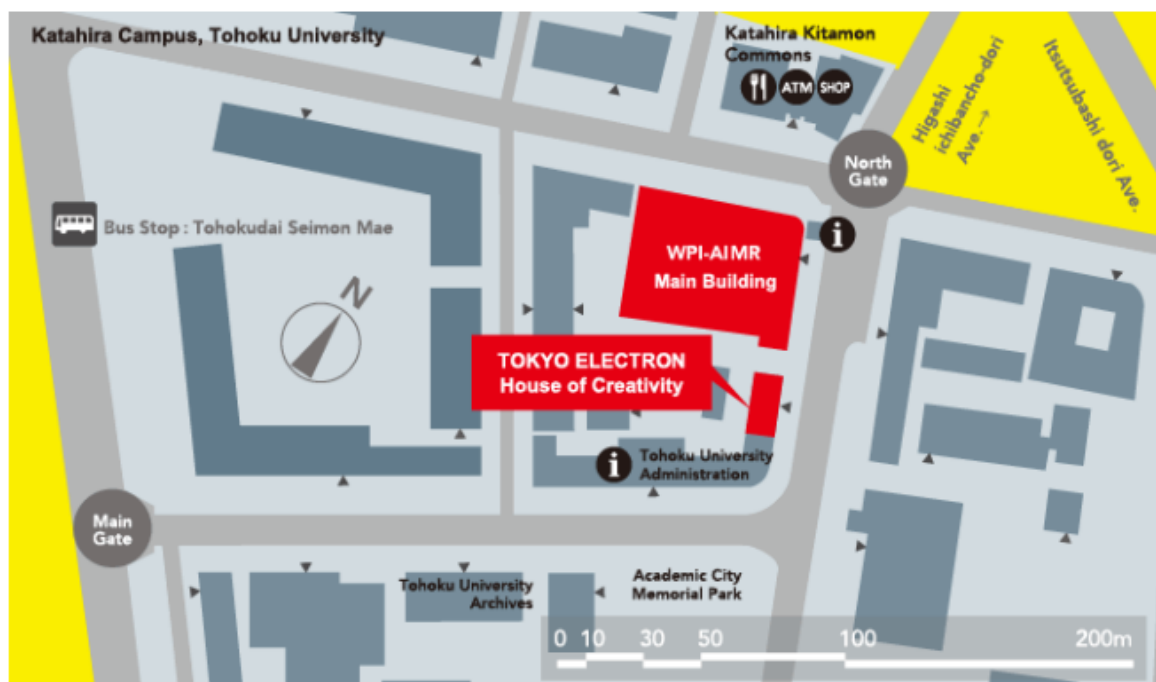 Katahira Campus, Tohoku University
Katahira Kitamon
Commons
ATM
SHOP
Higashi
ichibancho-dori
Ave.→
Itsutsubashi dori Ave.
North
Gate
Bus Stop : Tohokudai Seimon Mae
N
i
WPI-AIMR
Main Building
TOKYO ELECTRON
House of Creativity
i
Tohoku University
Administration
Main
Gate
Tohoku University
Archives
Academic City
Memorial Park
0 10 30 50 100 200m